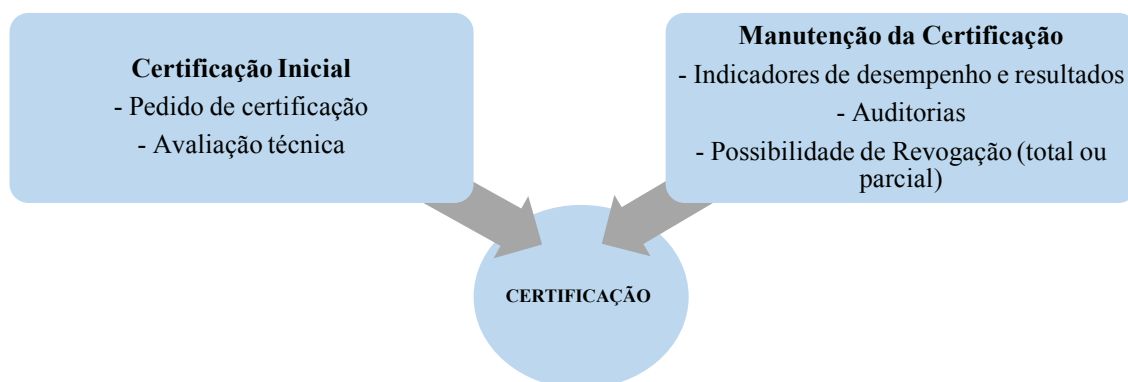 Certificação Inicial
- Pedido de certificação
- Avaliação técnica
Manutenção da Certificação
- Indicadores de desempenho e resultados
- Auditorias
- Possibilidade de Revogação (total ou
parcial)
CERTIFICAÇÃO